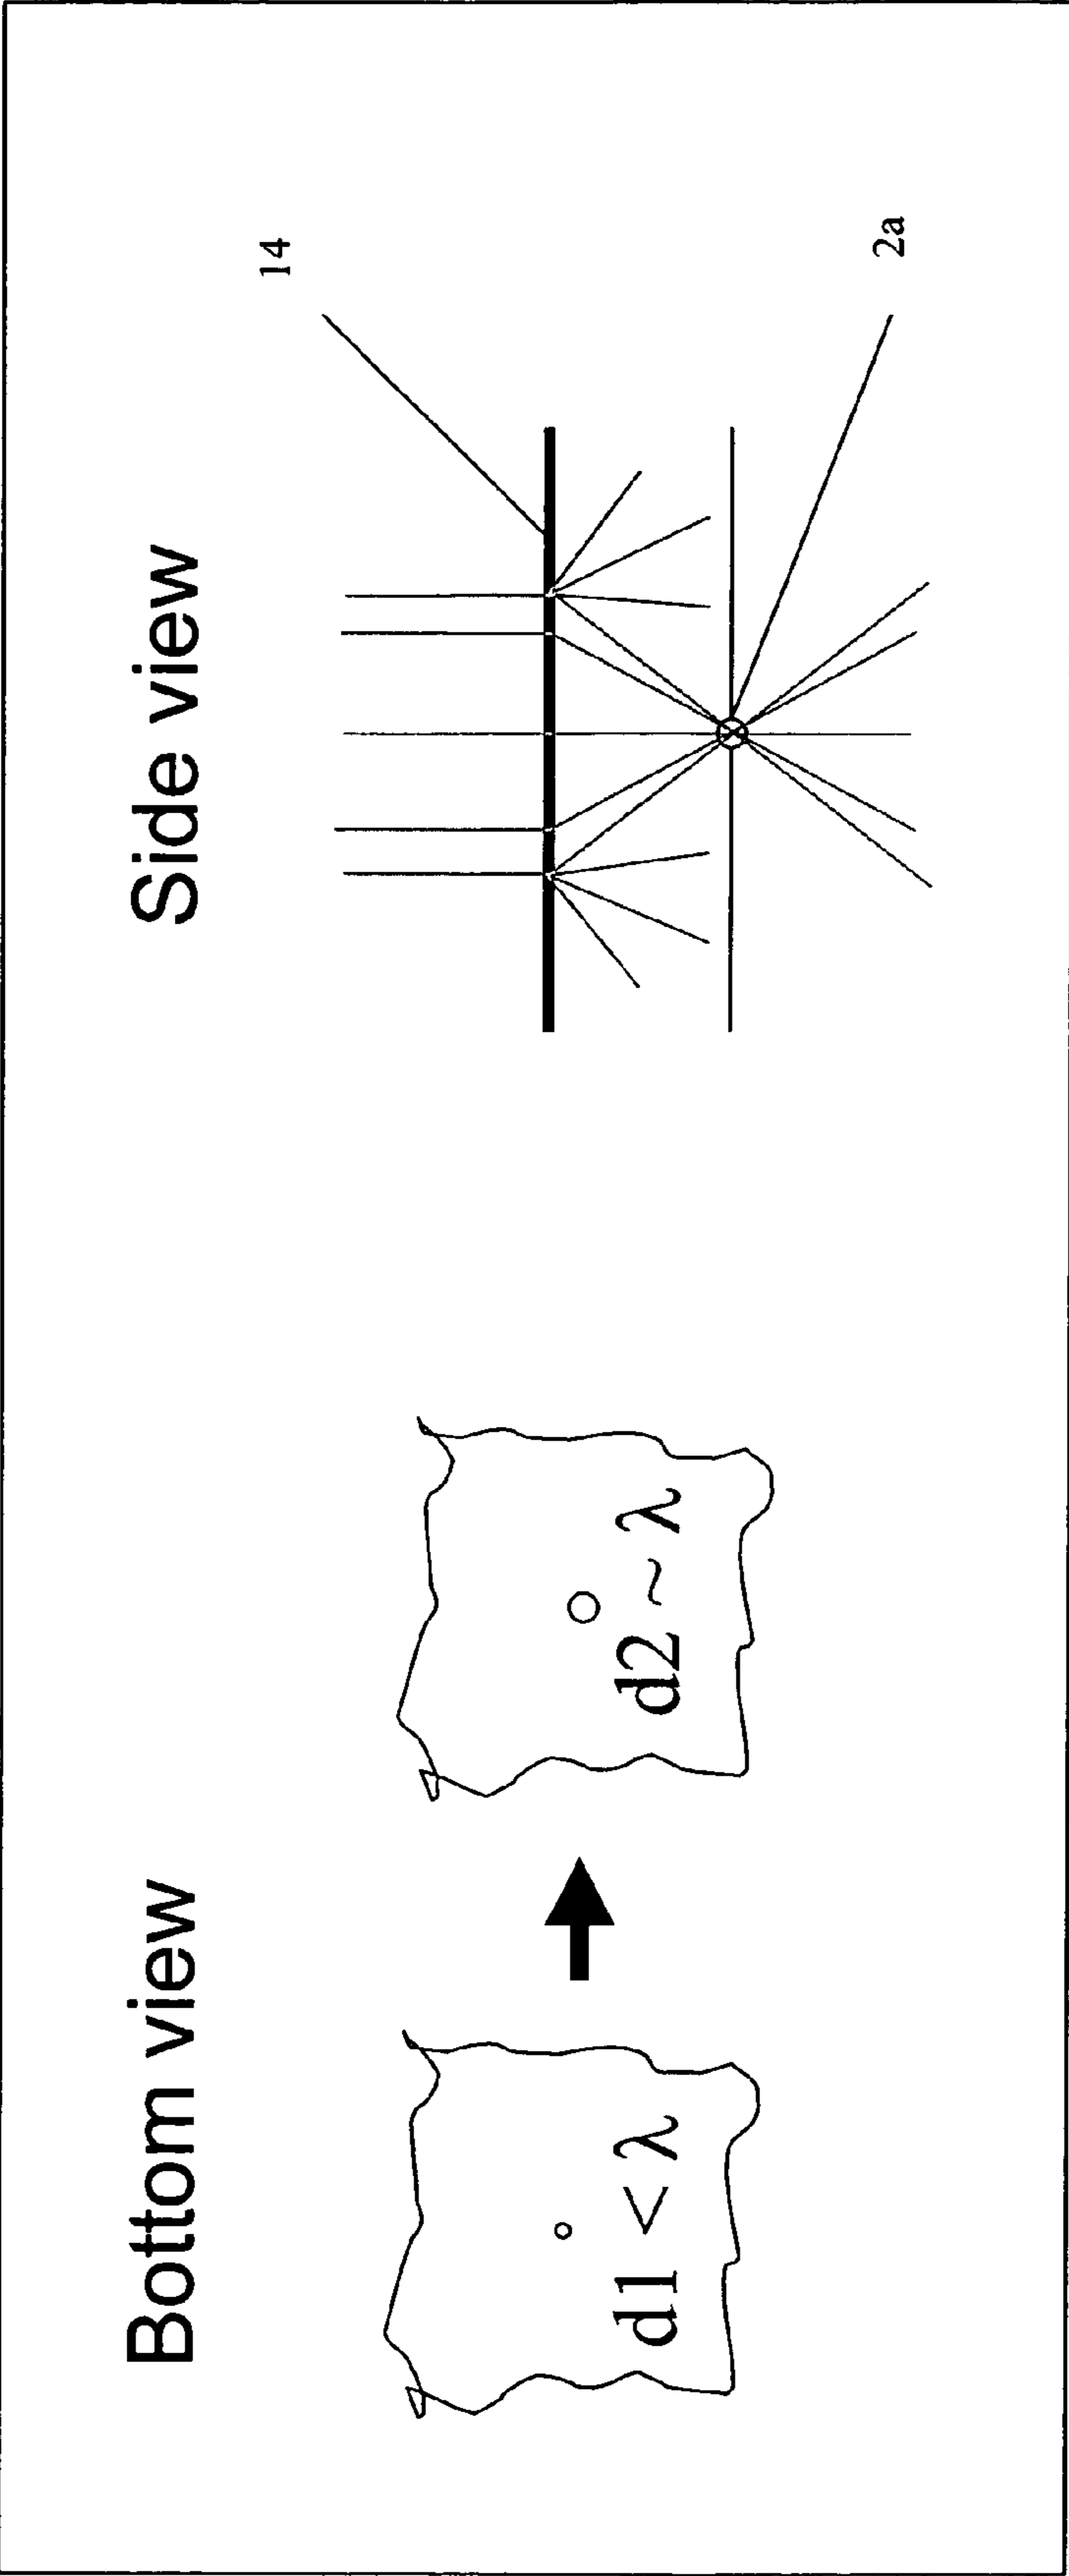 Bottom view
Side view
d1 < λ
d2 ~ λ
14
2a